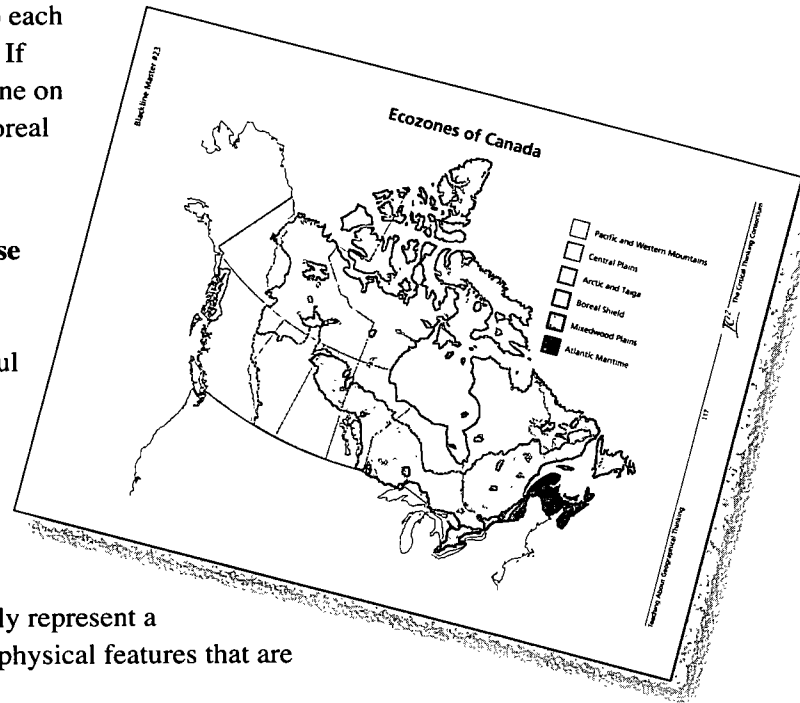 each
If
ne on
oreal
se
ul
ly represent a
physical features that are
Blackline Master #23
Ecozones of Canada
Pacific and Western Mountains
Central Plains
Arctic and Taiga
Boreal Shield
Mixedwood Plains
Atlantic Maritime
The Critical Thinking Consortium
117
Teaching About Geographical Thinking